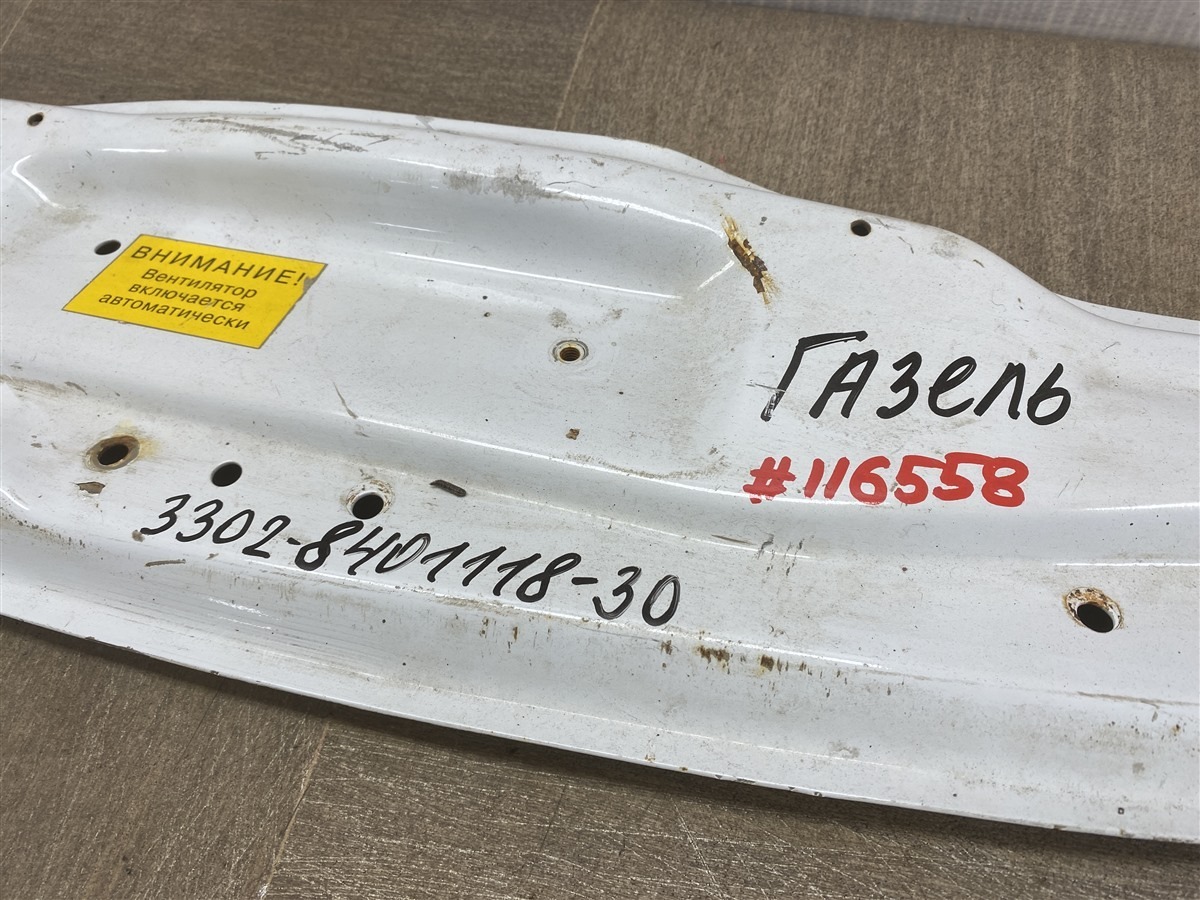 ВНИМАНИЕ!
Вентилятор
включается
автоматически
ГАЗель
#116558
3302-8401118-30